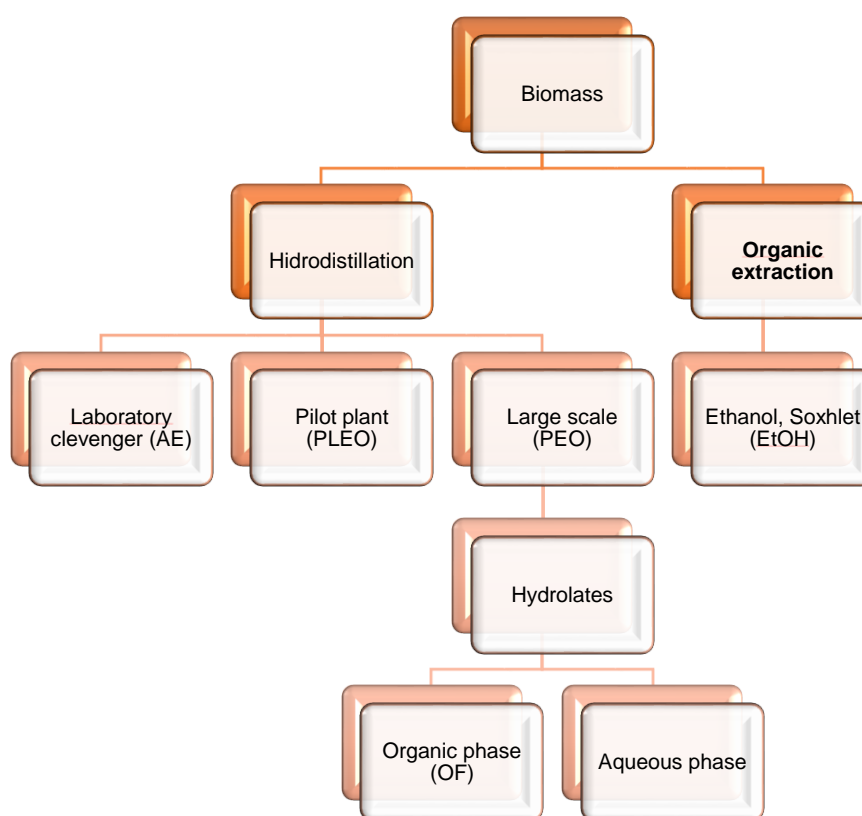 Biomass
Hidrodistillation
Organic
extraction
Laboratory
clevenger (AE)
Pilot plant
(PLEO)
Large scale
(PEO)
Ethanol, Soxhlet
(EtOH)
Hydrolates
Organic phase
(OF)
Aqueous phase